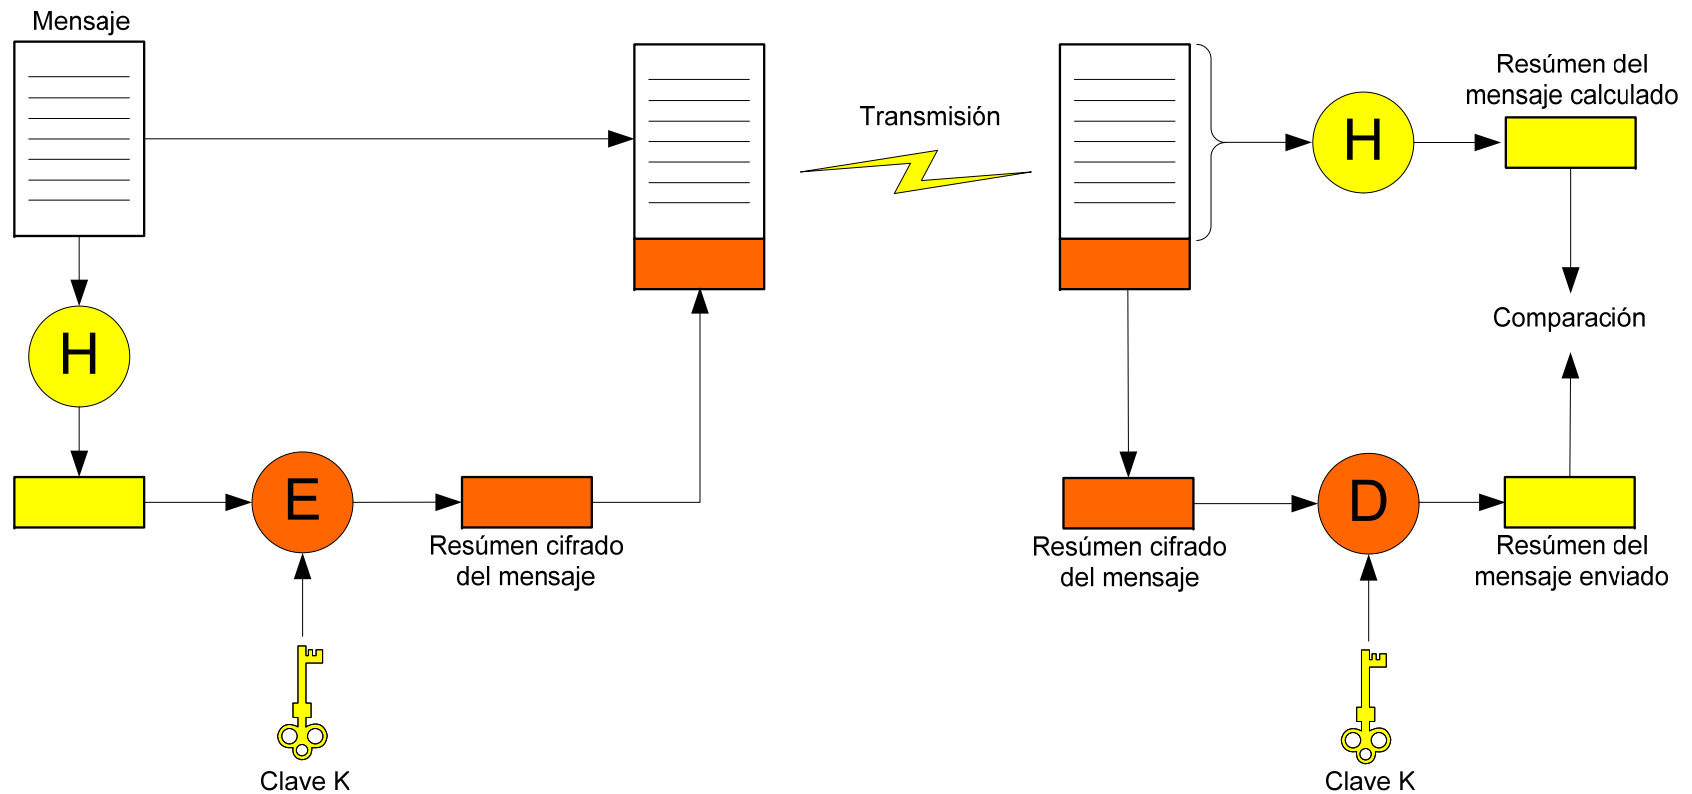 Mensaje
H
E
Resúmen cifrado
del mensaje
Clave K
Transmisión
H
Resúmen del
mensaje calculado
Comparación
Resúmen cifrado
del mensaje
D
Resúmen del
mensaje enviado
Clave K